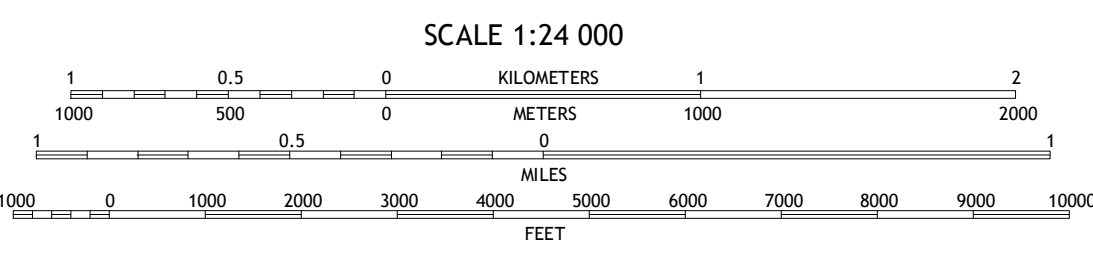 SCALE 1:24 000
1 0.5 0 KILOMETERS 1 2
1000 500 0 METERS 1000 2000
1 0.5 0 1
MILES
1000 0 1000 2000 3000 4000 5000 6000 7000 8000 9000 10000
FEET